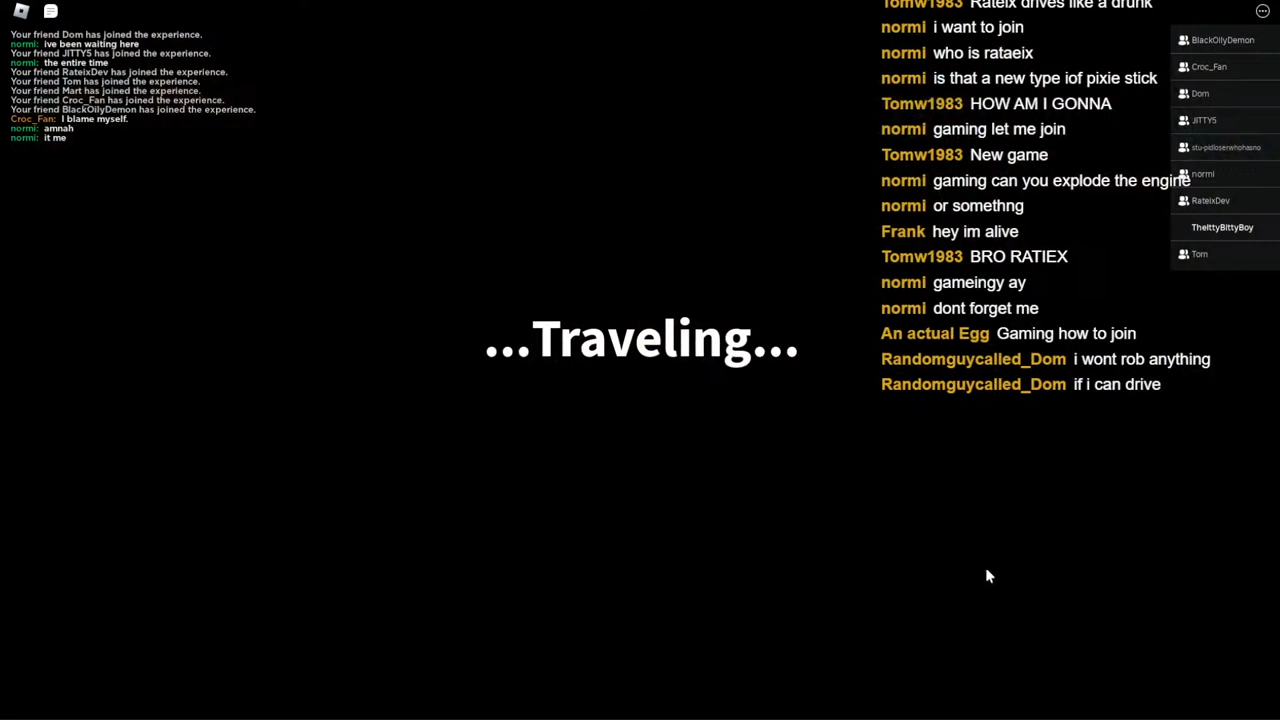 Your friend Dom has joined the experience.
normi: ive been waiting here
Your friend JITTY5 has joined the experience.
normi: the entire time
Your friend RateixDev has joined the experience.
Your friend Tom has joined the experience.
Your friend Mart has joined the experience.
Your friend Croc_Fan has joined the experience.
Your friend BlackOilyDemon has joined the experience.
Croc_Fan: I blame myself.
normi: amnah
normi: it me
...Traveling...
Tomw1983 Rateix drives like a drunk
normi i want to join
normi who is rataeix
normi is that a new type iof pixie stick
Tomw1983 HOW AM I GONNA
normi gaming let me join
Tomw1983 New game
normi gaming can you explode the engine
normi or somethng
Frank hey im alive
Tomw1983 BRO RATIEX
normi gameingy ay
normi dont forget me
An actual Egg Gaming how to join
Randomguycalled_Dom i wont rob anything
Randomguycalled_Dom if i can drive
BlackOilyDemon
Croc_Fan
Dom
JITTY5
stu-pidloserwhohasno
normi
RateixDev
TheIttyBittyBoy
Tom